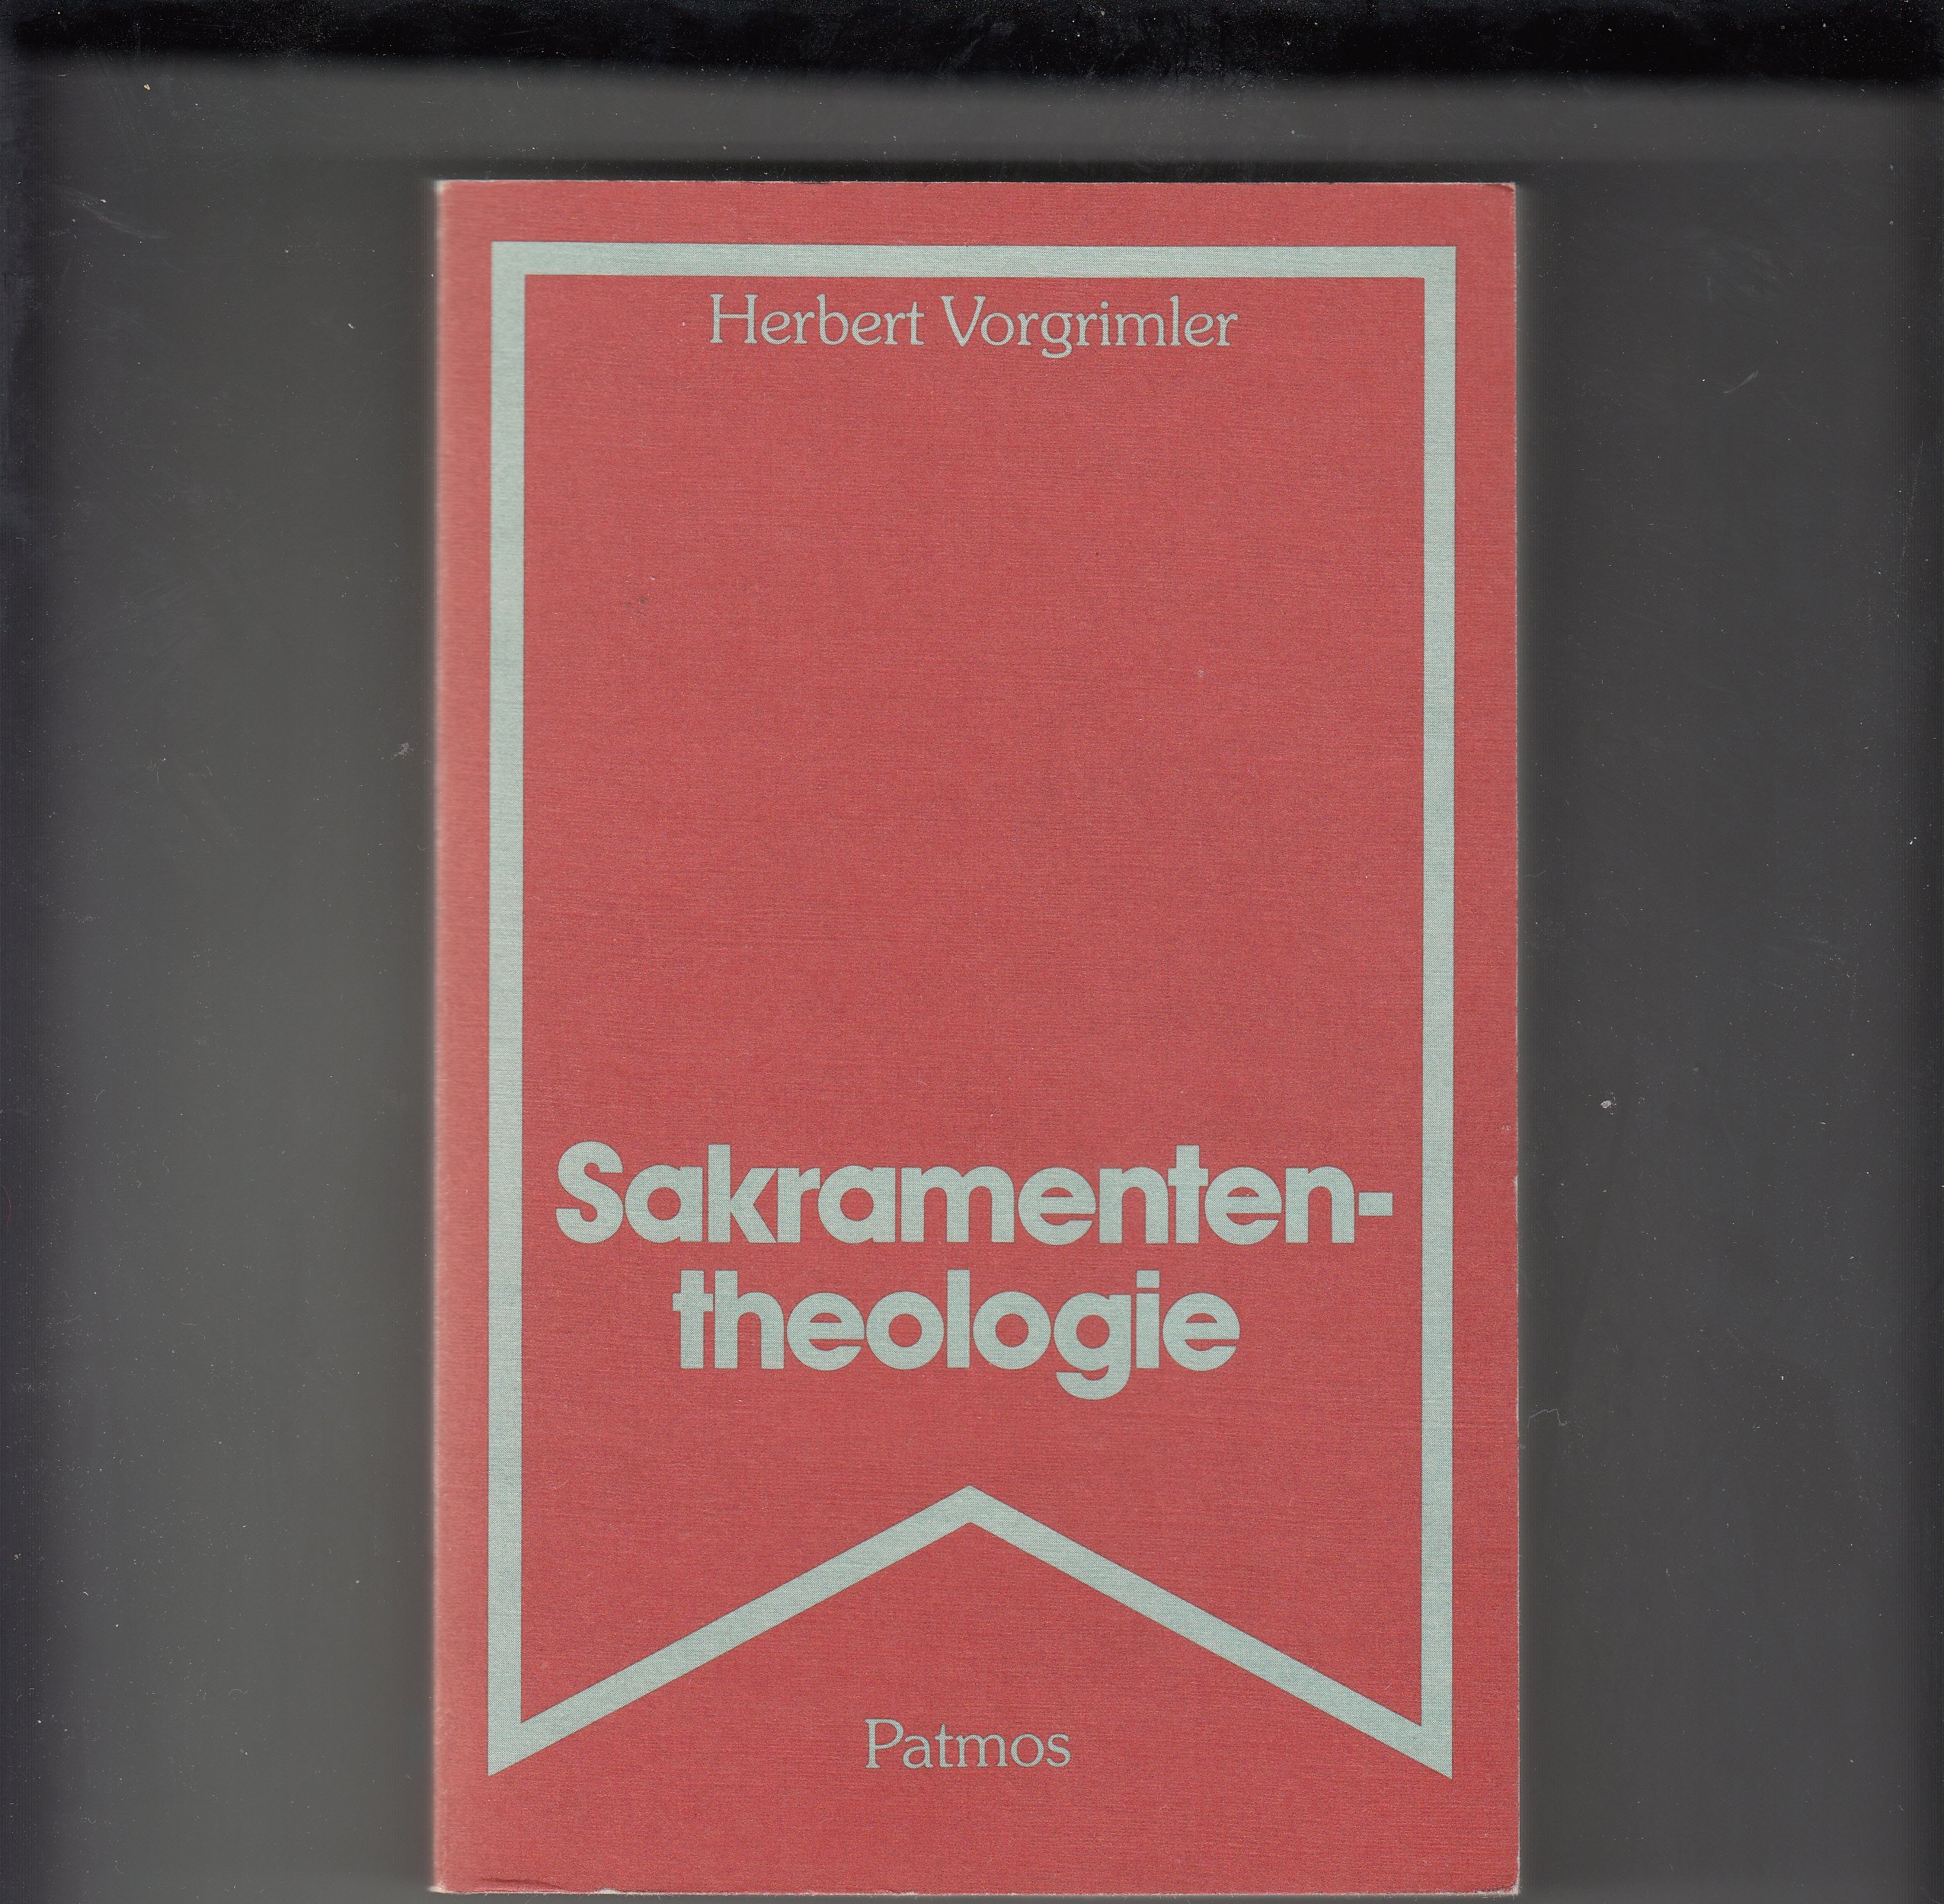 Herbert Vorgrimler
Sakramenten-
theologie
Patmos